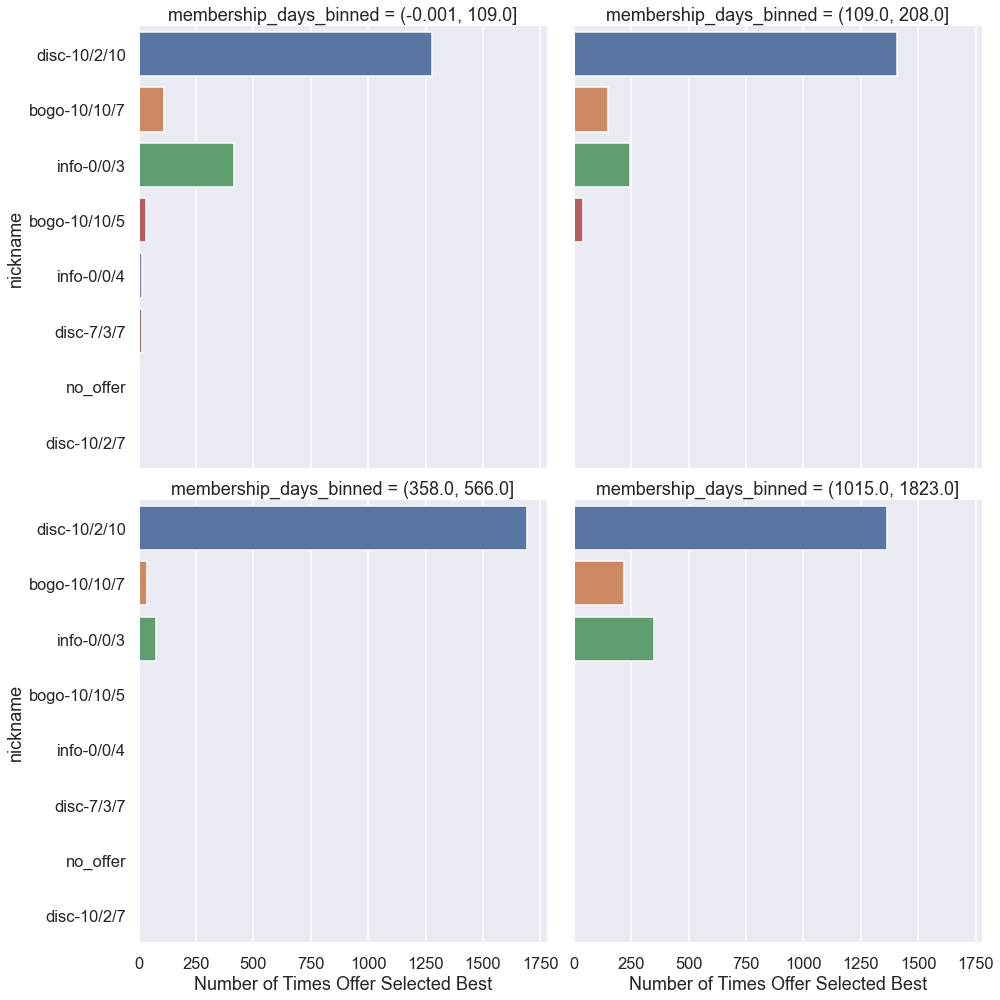 membership_days_binned = (-0.001, 109.0]
membership_days_binned = (109.0, 208.0]
nickname
disc-10/2/10
bogo-10/10/7
info-0/0/3
bogo-10/10/5
info-0/0/4
disc-7/3/7
no_offer
disc-10/2/7
membership_days_binned = (358.0, 566.0]
membership_days_binned = (1015.0, 1823.0]
nickname
disc-10/2/10
bogo-10/10/7
info-0/0/3
bogo-10/10/5
info-0/0/4
disc-7/3/7
no_offer
disc-10/2/7
0 250 500 750 1000 1250 1500 1750
0 250 500 750 1000 1250 1500 1750
Number of Times Offer Selected Best
Number of Times Offer Selected Best